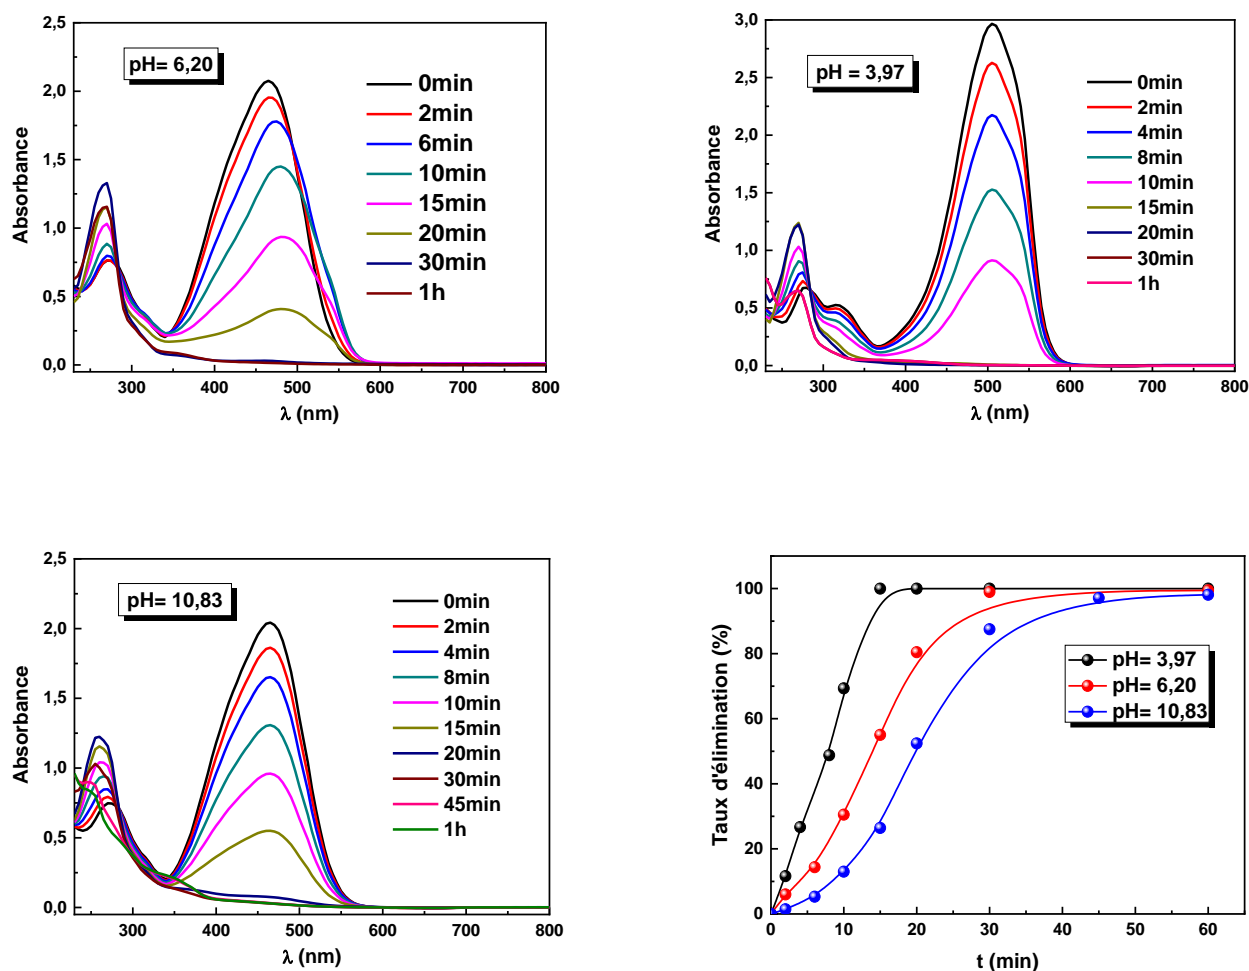 2,5
2,0
1,5
1,0
0,5
0,0
Absorbance
pH= 6,20
0min
2min
6min
10min
15min
20min
30min
1h
300 400 500 600 700 800
λ (nm)
3,0
2,5
2,0
1,5
1,0
0,5
0,0
Absorbance
pH = 3,97
0min
2min
4min
8min
10min
15min
20min
30min
1h
300 400 500 600 700 800
λ (nm)
2,5
2,0
1,5
1,0
0,5
0,0
Absorbance
pH= 10,83
0min
2min
4min
8min
10min
15min
20min
30min
45min
1h
300 400 500 600 700 800
λ (nm)
100
80
60
40
20
0
Taux d'élimination (%)
pH= 3,97
pH= 6,20
pH= 10,83
0 10 20 30 40 50 60
t (min)